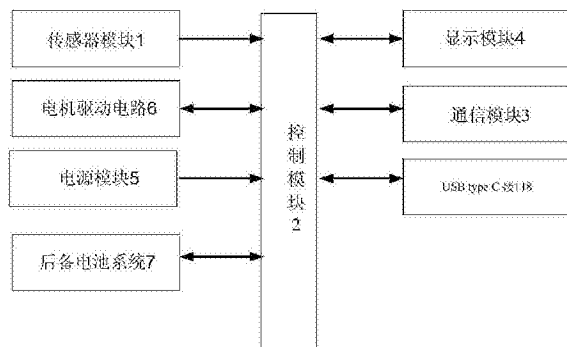 传感器模块1
显示模块4
电机驱动电路6
通信模块3
控制模块2
电源模块5
USB type C 接口8
后备电池系统7